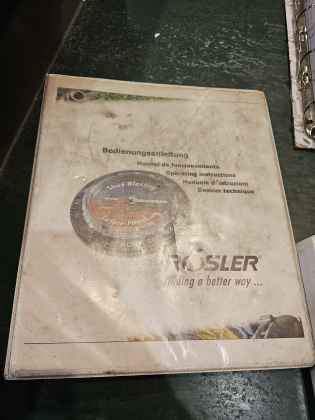 Bedienungsanleitung
Manual de funcionamiento
Operating instructions
Manuale d'istruzioni
Dossier technique
Shot Blasting
Surface Finishing
RÖSLER
finding a better way ...